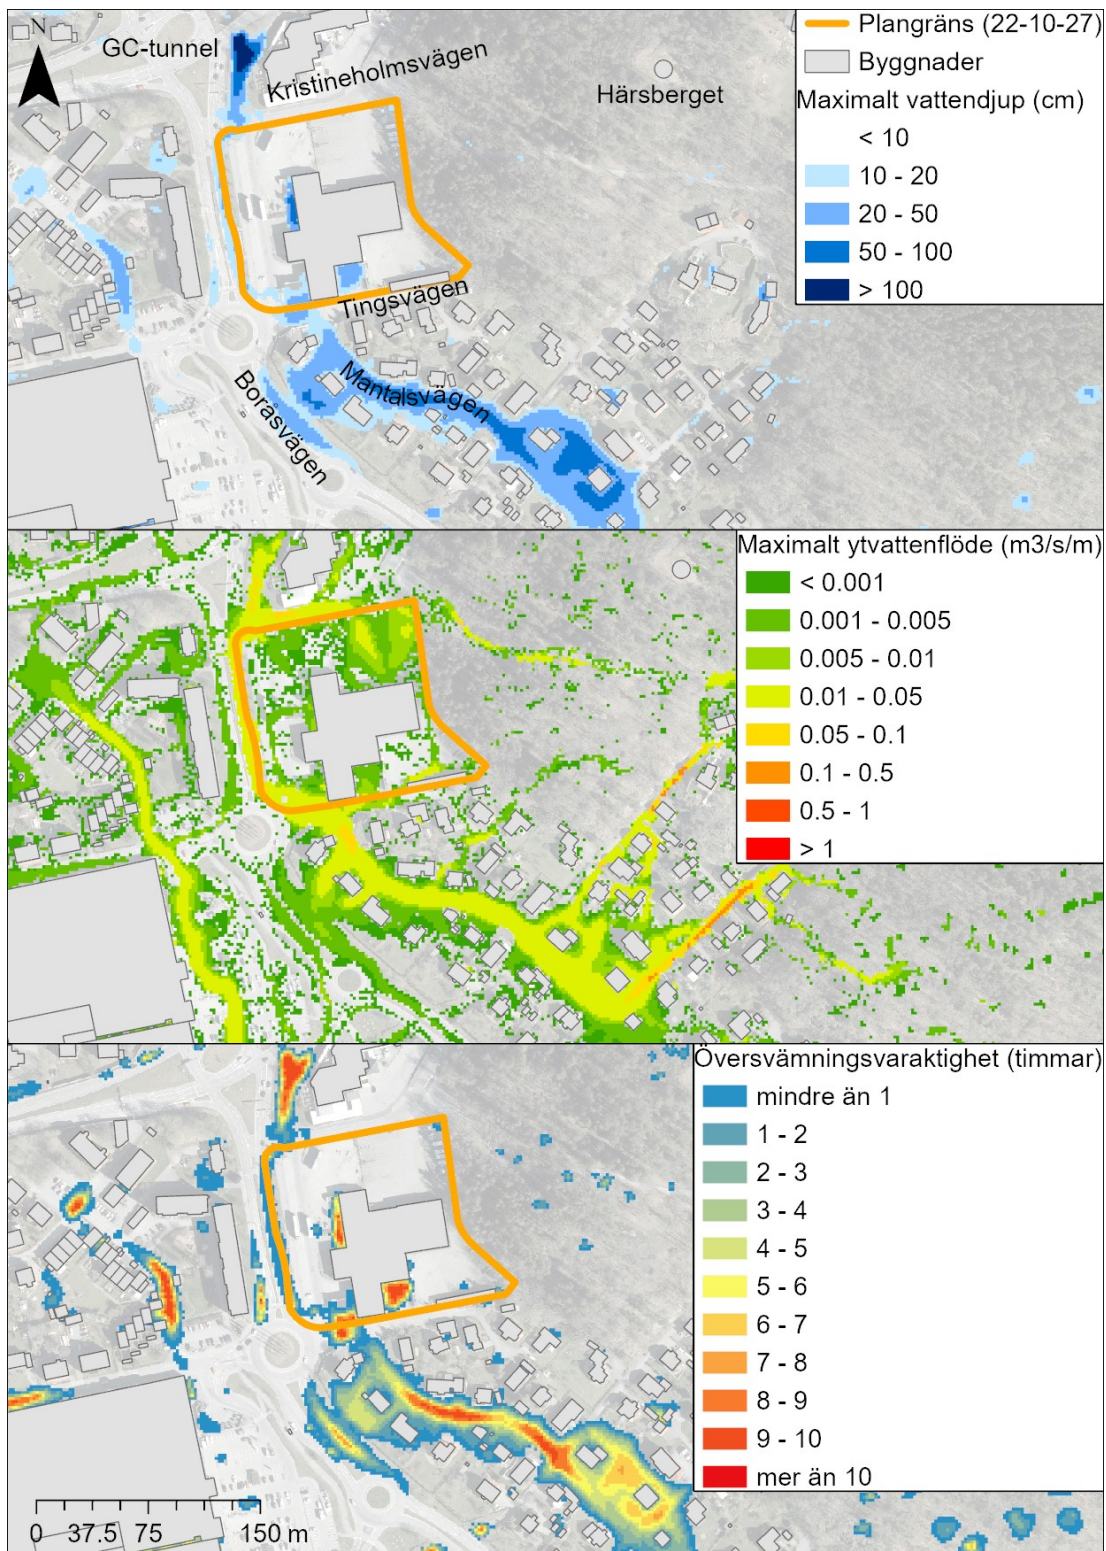 N
GC-tunnel
Kristineholmsvägen
Härsberget
Tingsvägen
Mantalsvägen
Boråsvägen
Plangräns (22-10-27)
Byggnader
Maximalt vattendjup (cm)
< 10
10 - 20
20 - 50
50 - 100
> 100
Maximalt ytvattenflöde (m3/s/m)
< 0.001
0.001 - 0.005
0.005 - 0.01
0.01 - 0.05
0.05 - 0.1
0.1 - 0.5
0.5 - 1
> 1
Översvämningsvaraktighet (timmar)
mindre än 1
1 - 2
2 - 3
3 - 4
4 - 5
5 - 6
6 - 7
7 - 8
8 - 9
9 - 10
mer än 10
0 37.5 75 150 m